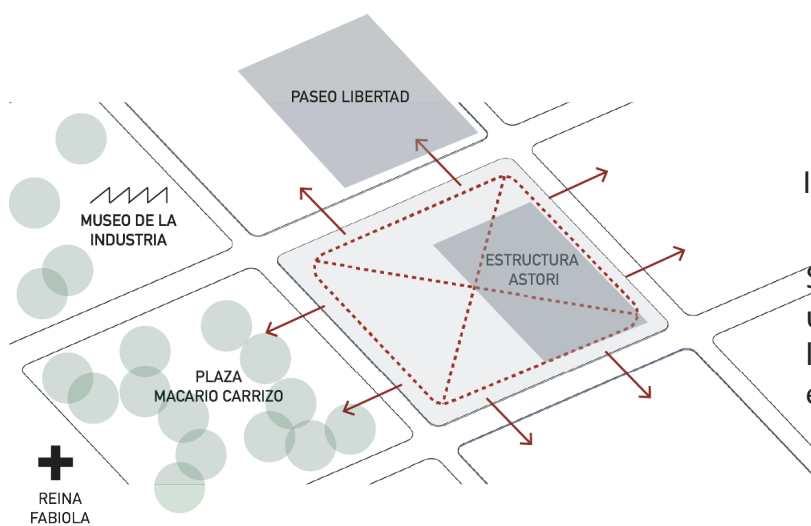 PASEO LIBERTAD
MUSEO DE LA
INDUSTRIA
ESTRUCTURA
ASTORI
PLAZA
MACARIO CARRIZO
REINA
FABIOLA